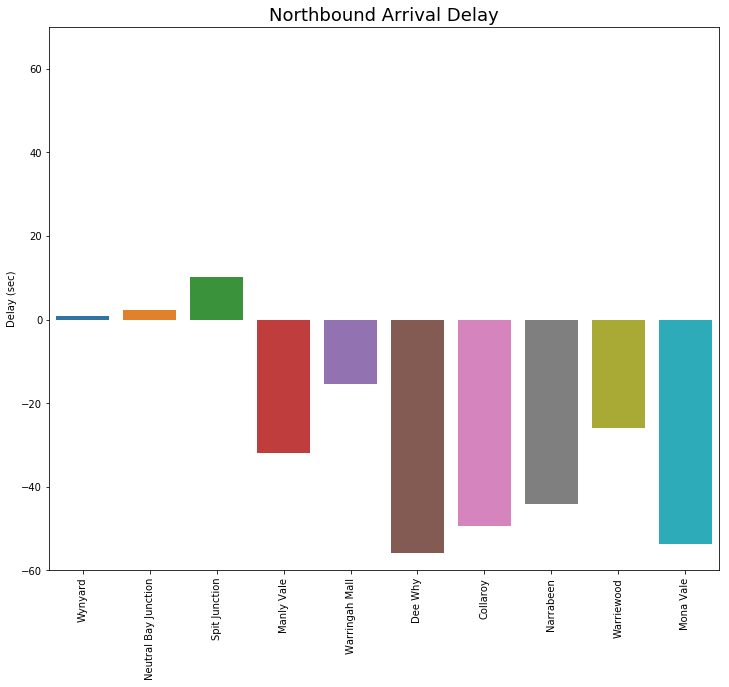 Northbound Arrival Delay
Delay (sec)
60
40
20
0
−20
−40
−60
Wynyard
Neutral Bay Junction
Spit Junction
Manly Vale
Warringah Mall
Dee Why
Collaroy
Narrabeen
Warriewood
Mona Vale